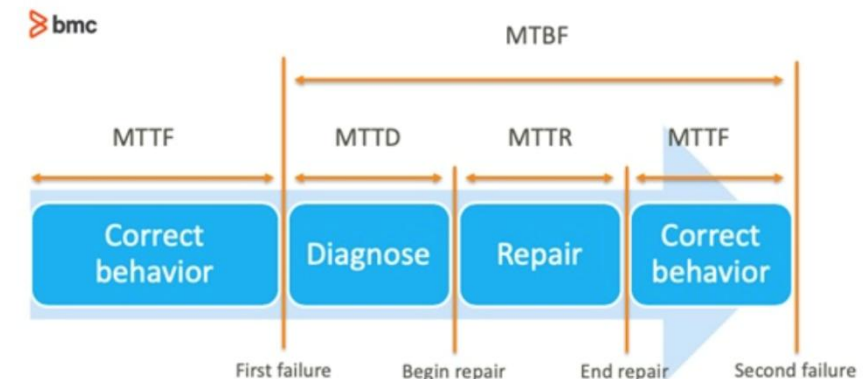 bmc
MTBF
MTTF
MTTD
MTTR
MTTF
Correct
behavior
Diagnose
Repair
Correct
behavior
First failure
Begin repair
End repair
Second failure